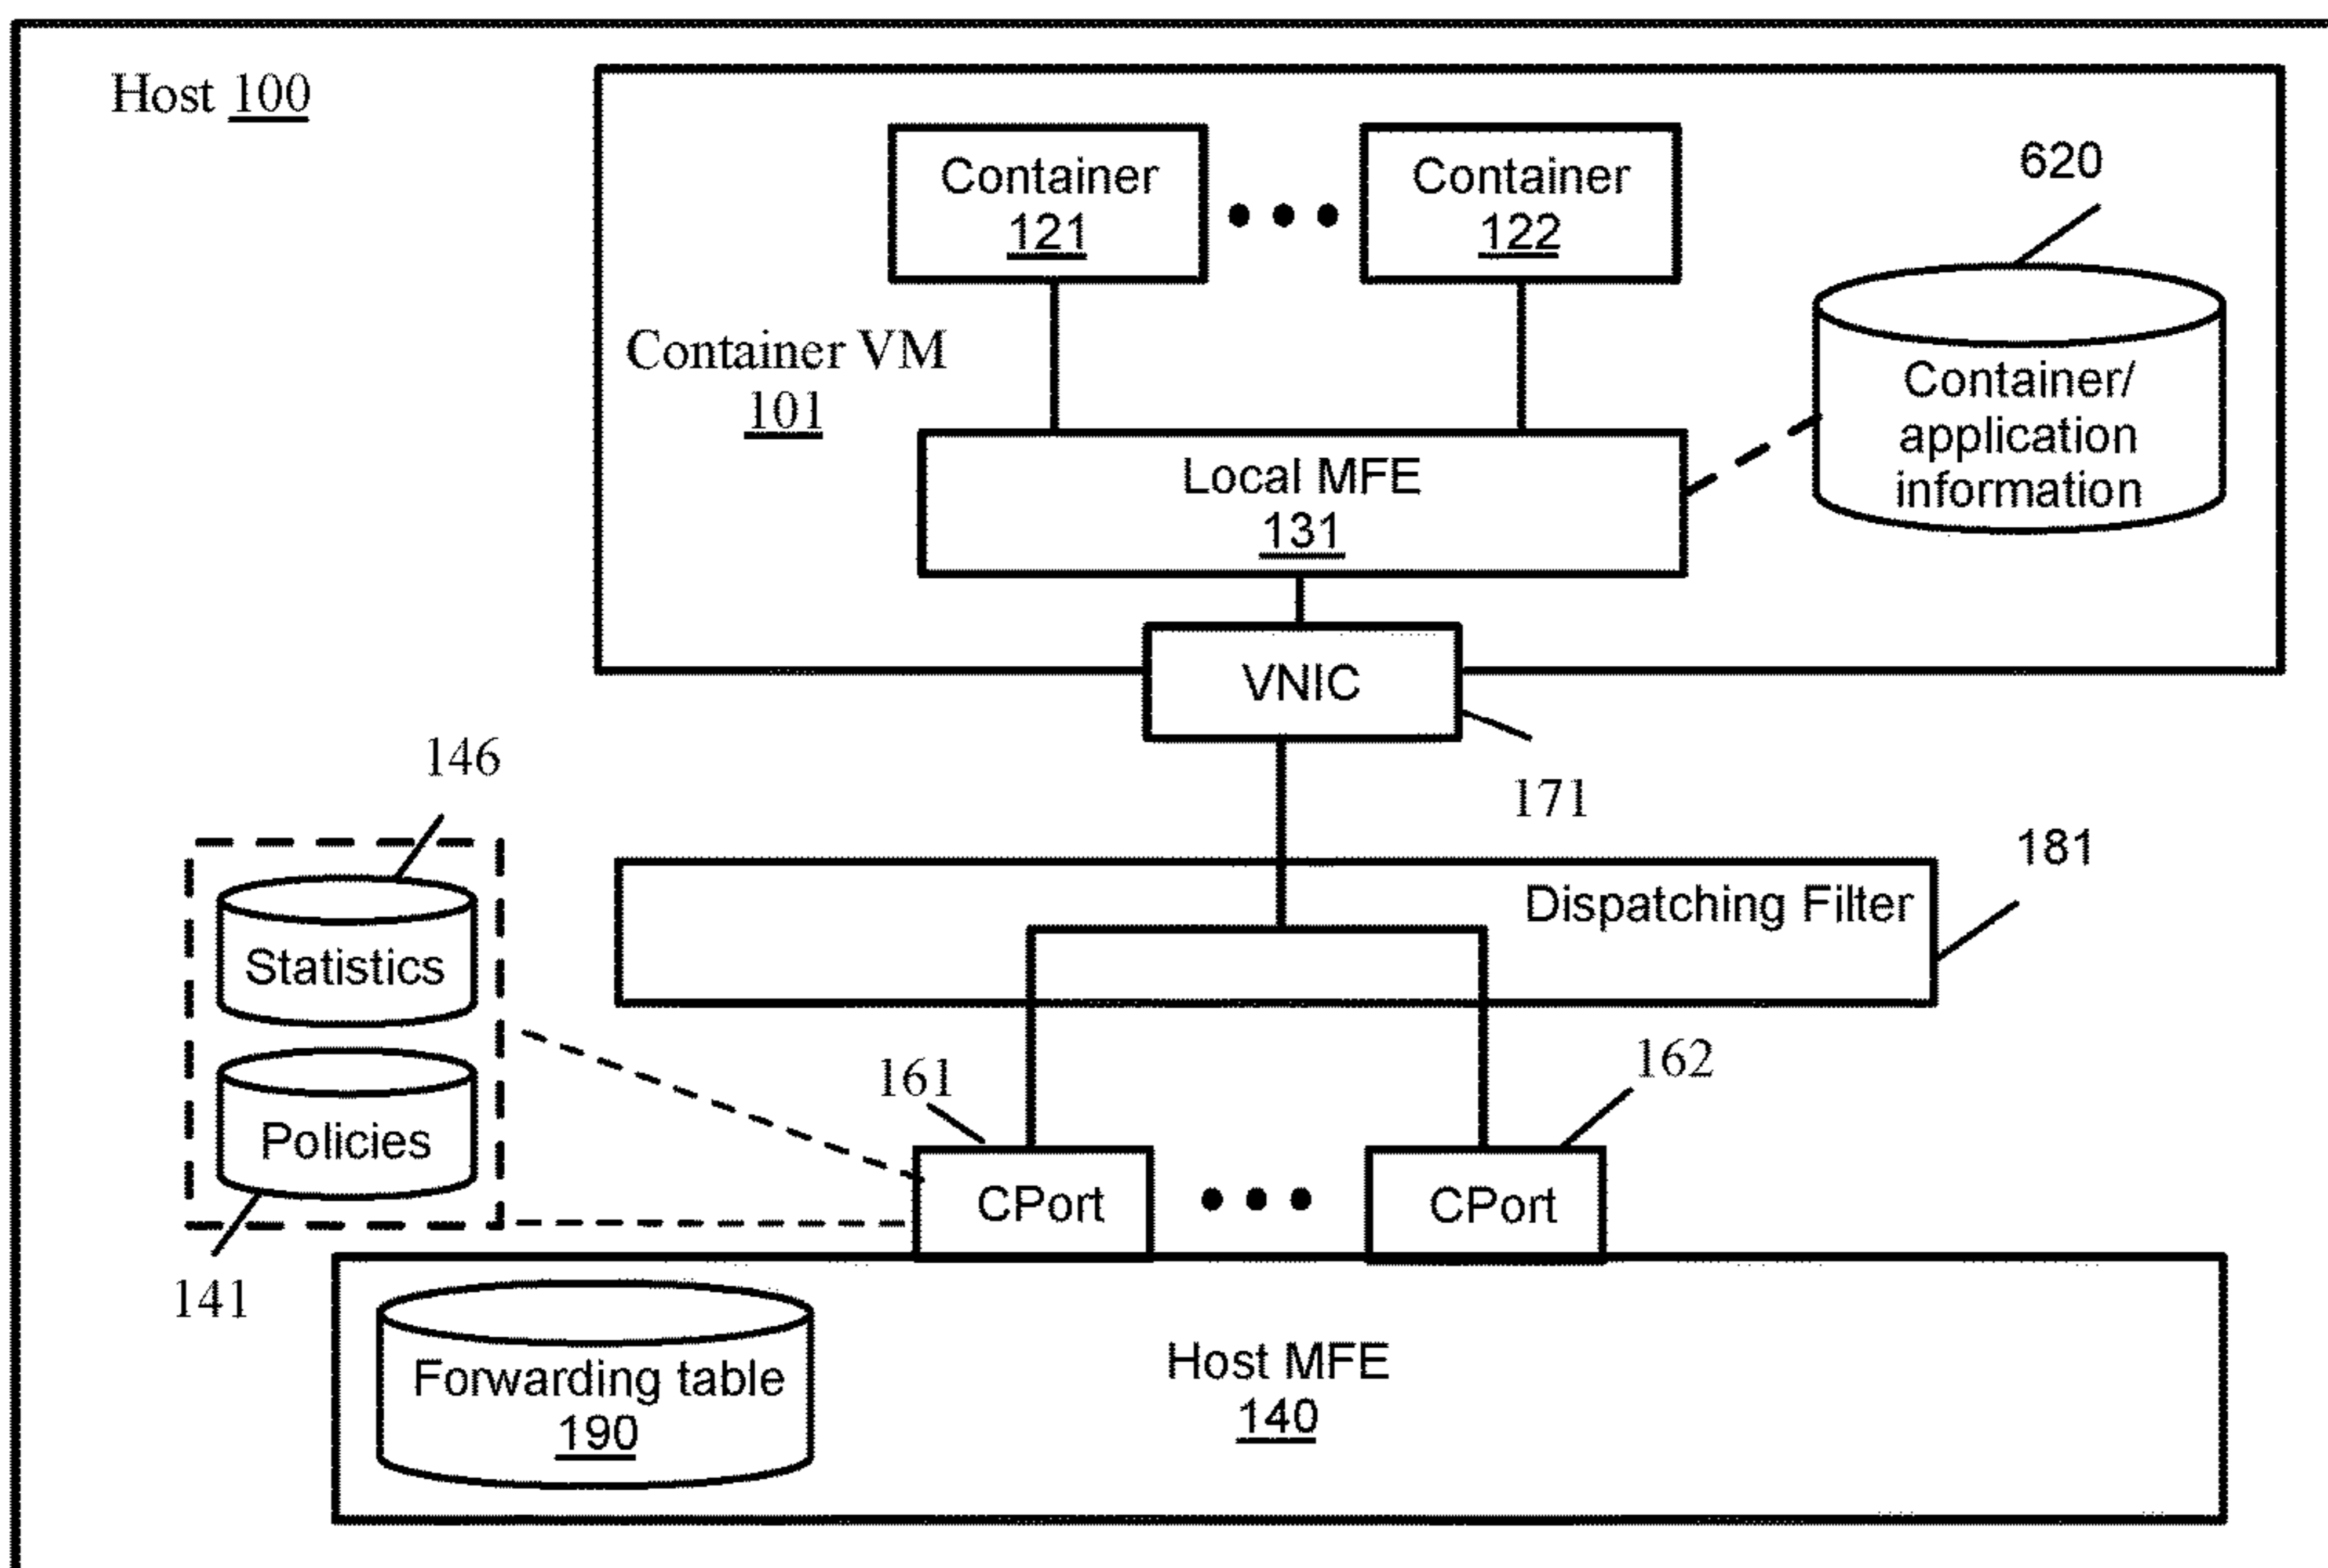 Host 100
Container
121
Container
122
620
Container VM
101
Container/
application
information
Local MFE
131
VNIC
171
146
181
Dispatching Filter
Statistics
161
162
Policies
CPort
CPort
141
Forwarding table
190
Host MFE
140